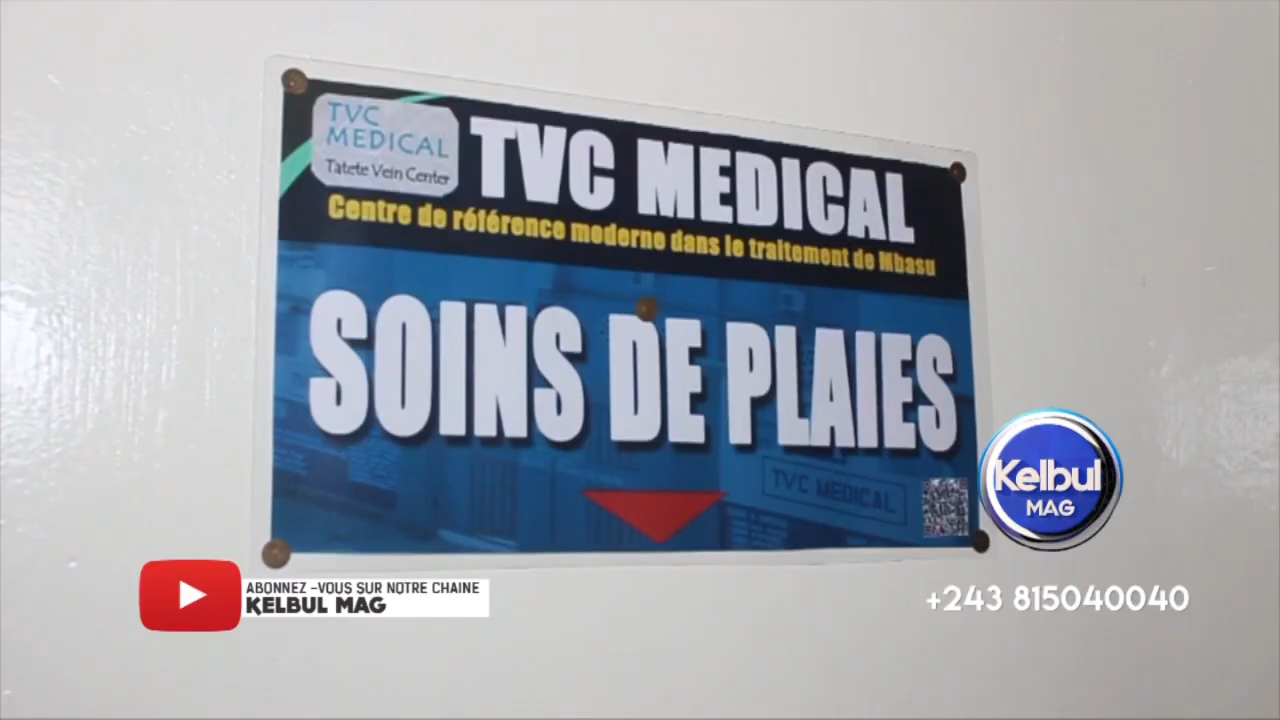 TVC
MEDICAL
Tatete Vein Center
TVC MEDICAL
Centre de référence moderne dans le traitement de Mbasu
SOINS DE PLAIES
TVC MEDICAL
Kelbul
MAG
ABONNEZ -VOUS SUR NOTRE CHAINE
KELBUL MAG
+243 815040040